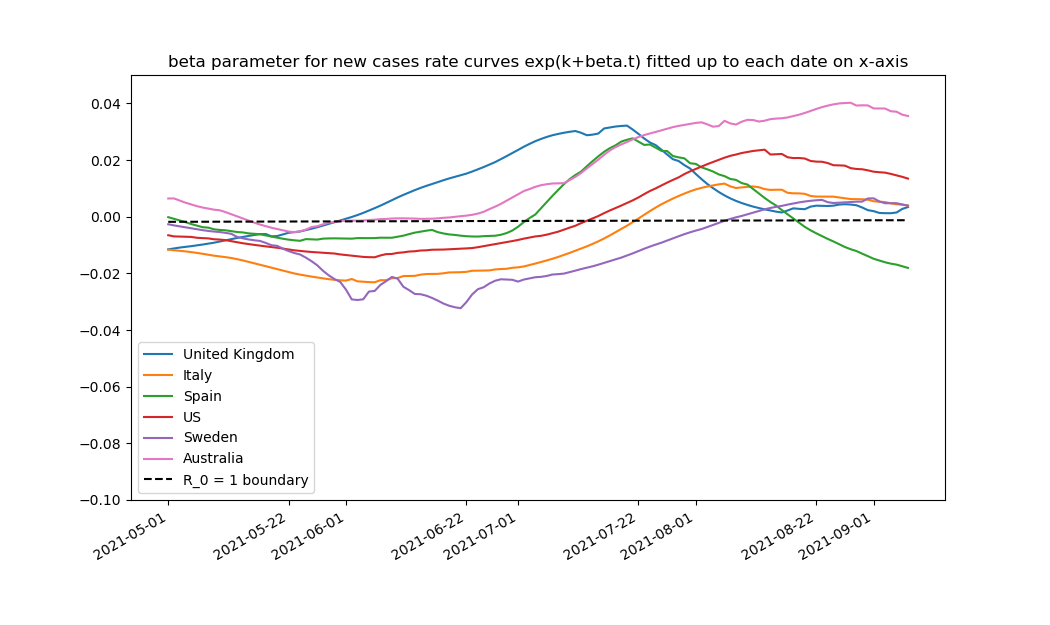 beta parameter for new cases rate curves exp(k+beta.t) fitted up to each date on x-axis
0.04
0.02
0.00
−0.02
−0.04
−0.06
−0.08
−0.10
United Kingdom
Italy
Spain
US
Sweden
Australia
R_0 = 1 boundary
2021-05-01
2021-05-22
2021-06-01
2021-06-22
2021-07-01
2021-07-22
2021-08-01
2021-08-22
2021-09-01